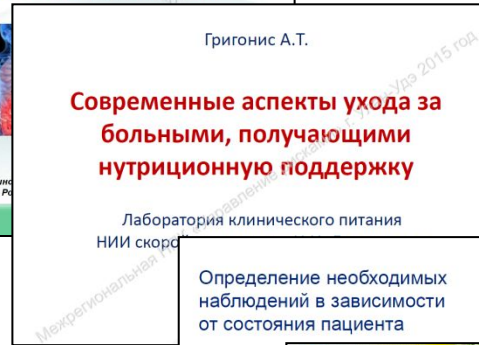 Григонис А.Т.
Современные аспекты ухода за
больными, получающими
нутриционную поддержку
Лаборатория клинического питания
НИИ скорой
Определение необходимых
наблюдений в зависимости
от состояния пациента